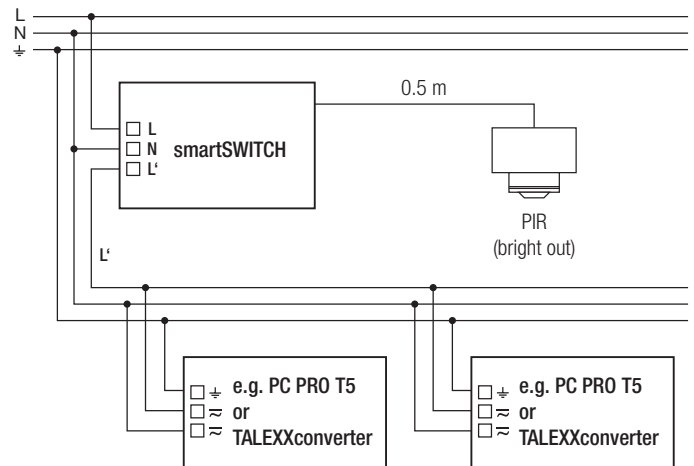 L
N
0.5 m
L
N
L‘
smartSWITCH
PIR
(bright out)
L‘
e.g. PC PRO T5
or
TALEXXconverter
e.g. PC PRO T5
or
TALEXXconverter